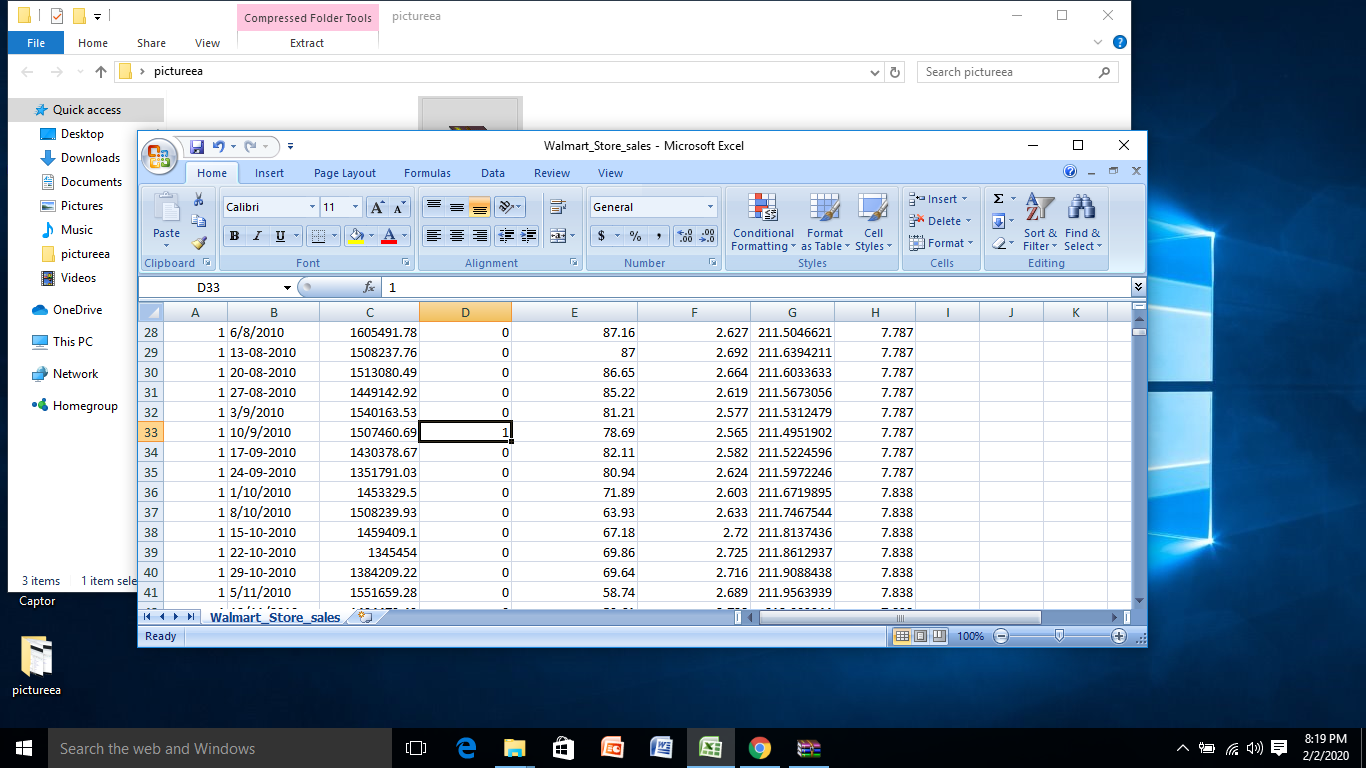 Compressed Folder Tools pictureea
File Home Share View Extract
pictureea Search pictureea
Quick access
Desktop
Downloads
Documents
Pictures
Music
pictureea
Videos
OneDrive
This PC
Network
Homegroup
3 items 1 item sele
Walmart_Store_sales - Microsoft Excel
Home Insert Page Layout Formulas Data Review View
Paste
Calibri 11
B I U
General
$ % ,
Conditional Formatting
Format as Table
Cell Styles
Insert
Delete
Format
Σ
Sort & Filter
Find & Select
Clipboard Font Alignment Number Styles Cells Editing
D33 fx 1
A B C D E F G H I J K
28 1 6/8/2010 1605491.78 0 87.16 2.627 211.5046621 7.787
29 1 13-08-2010 1508237.76 0 87 2.692 211.6394211 7.787
30 1 20-08-2010 1513080.49 0 86.65 2.664 211.6033633 7.787
31 1 27-08-2010 1449142.92 0 85.22 2.619 211.5673056 7.787
32 1 3/9/2010 1540163.53 0 81.21 2.577 211.5312479 7.787
33 1 10/9/2010 1507460.69 1 78.69 2.565 211.4951902 7.787
34 1 17-09-2010 1430378.67 0 82.11 2.582 211.5224596 7.787
35 1 24-09-2010 1351791.03 0 80.94 2.624 211.5972246 7.787
36 1 1/10/2010 1453329.5 0 71.89 2.603 211.6719895 7.838
37 1 8/10/2010 1508239.93 0 63.93 2.633 211.7467544 7.838
38 1 15-10-2010 1459409.1 0 67.18 2.72 211.8137436 7.838
39 1 22-10-2010 1345454 0 69.86 2.725 211.8612937 7.838
40 1 29-10-2010 1384209.22 0 69.64 2.716 211.9088438 7.838
41 1 5/11/2010 1551659.28 0 58.74 2.689 211.9563939 7.838
Walmart_Store_sales
Ready 100%
Captor
pictureea
Search the web and Windows
8:19 PM
2/2/2020